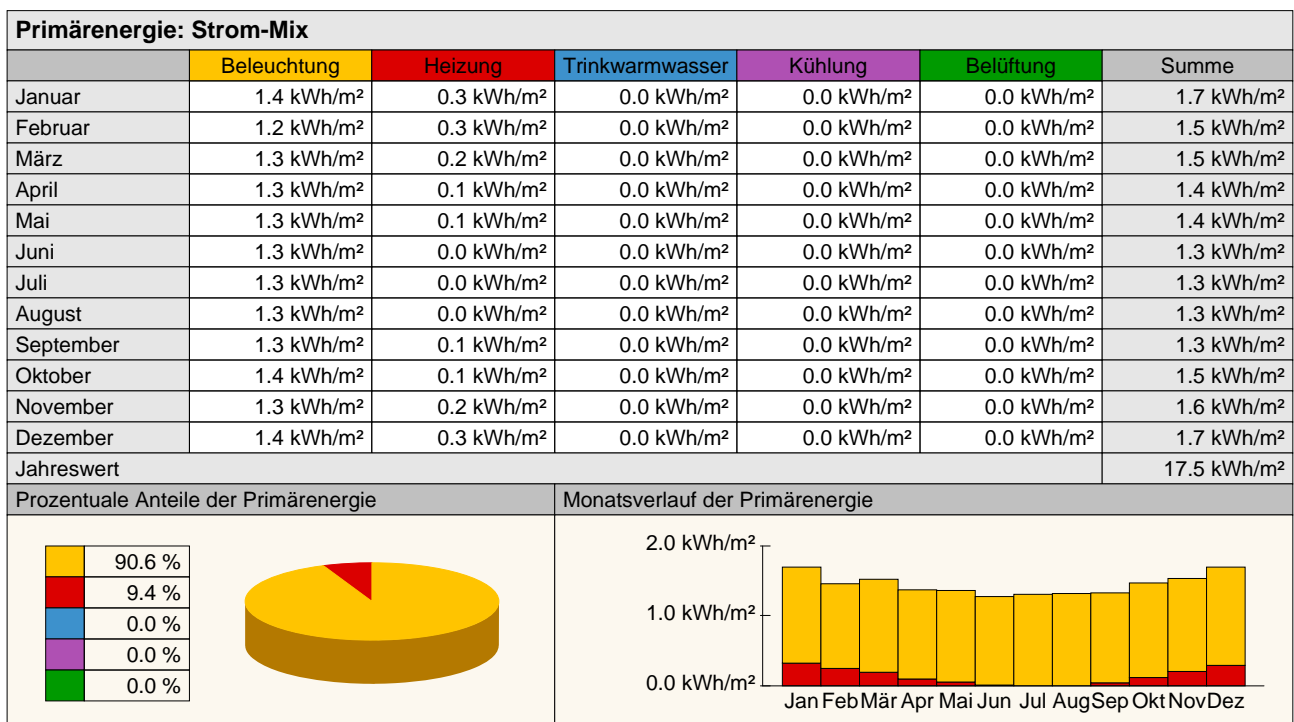 Primärenergie: Strom-Mix
Beleuchtung Heizung Trinkwarmwasser Kühlung Belüftung Summe
Januar 1.4 kWh/m² 0.3 kWh/m² 0.0 kWh/m² 0.0 kWh/m² 0.0 kWh/m² 1.7 kWh/m²
Februar 1.2 kWh/m² 0.3 kWh/m² 0.0 kWh/m² 0.0 kWh/m² 0.0 kWh/m² 1.5 kWh/m²
März 1.3 kWh/m² 0.2 kWh/m² 0.0 kWh/m² 0.0 kWh/m² 0.0 kWh/m² 1.5 kWh/m²
April 1.3 kWh/m² 0.1 kWh/m² 0.0 kWh/m² 0.0 kWh/m² 0.0 kWh/m² 1.4 kWh/m²
Mai 1.3 kWh/m² 0.1 kWh/m² 0.0 kWh/m² 0.0 kWh/m² 0.0 kWh/m² 1.4 kWh/m²
Juni 1.3 kWh/m² 0.0 kWh/m² 0.0 kWh/m² 0.0 kWh/m² 0.0 kWh/m² 1.3 kWh/m²
Juli 1.3 kWh/m² 0.0 kWh/m² 0.0 kWh/m² 0.0 kWh/m² 0.0 kWh/m² 1.3 kWh/m²
August 1.3 kWh/m² 0.0 kWh/m² 0.0 kWh/m² 0.0 kWh/m² 0.0 kWh/m² 1.3 kWh/m²
September 1.3 kWh/m² 0.1 kWh/m² 0.0 kWh/m² 0.0 kWh/m² 0.0 kWh/m² 1.3 kWh/m²
Oktober 1.4 kWh/m² 0.1 kWh/m² 0.0 kWh/m² 0.0 kWh/m² 0.0 kWh/m² 1.5 kWh/m²
November 1.3 kWh/m² 0.2 kWh/m² 0.0 kWh/m² 0.0 kWh/m² 0.0 kWh/m² 1.6 kWh/m²
Dezember 1.4 kWh/m² 0.3 kWh/m² 0.0 kWh/m² 0.0 kWh/m² 0.0 kWh/m² 1.7 kWh/m²
Jahreswert 17.5 kWh/m²
Prozentuale Anteile der Primärenergie
90.6 %
9.4 %
0.0 %
0.0 %
0.0 %
Monatsverlauf der Primärenergie
2.0 kWh/m²
1.0 kWh/m²
0.0 kWh/m²
Jan Feb Mär Apr Mai Jun Jul Aug Sep Okt Nov Dez